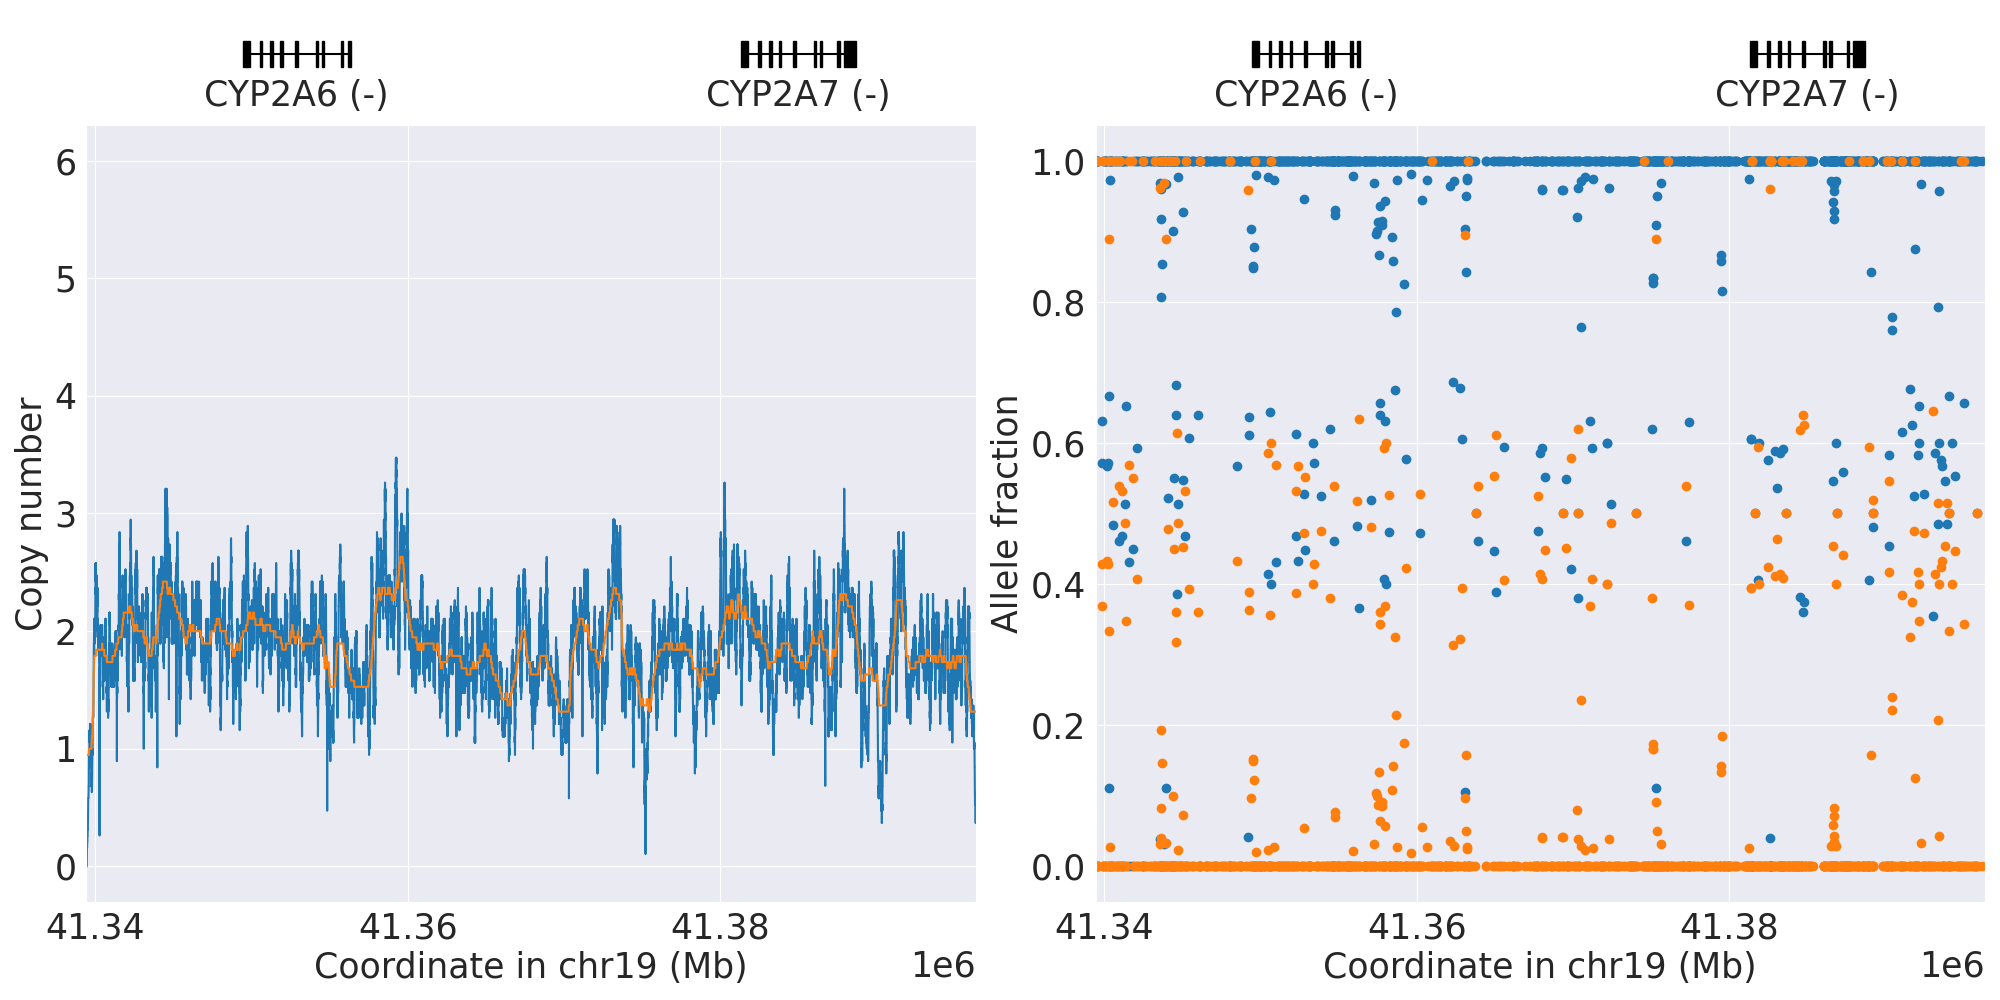 CYP2A6 (-)
CYP2A7 (-)
6
5
4
3
2
1
0
Copy number
41.34
41.36
41.38
Coordinate in chr19 (Mb)
1e6
CYP2A6 (-)
CYP2A7 (-)
1.0
0.8
0.6
0.4
0.2
0.0
Allele fraction
41.34
41.36
41.38
Coordinate in chr19 (Mb)
1e6